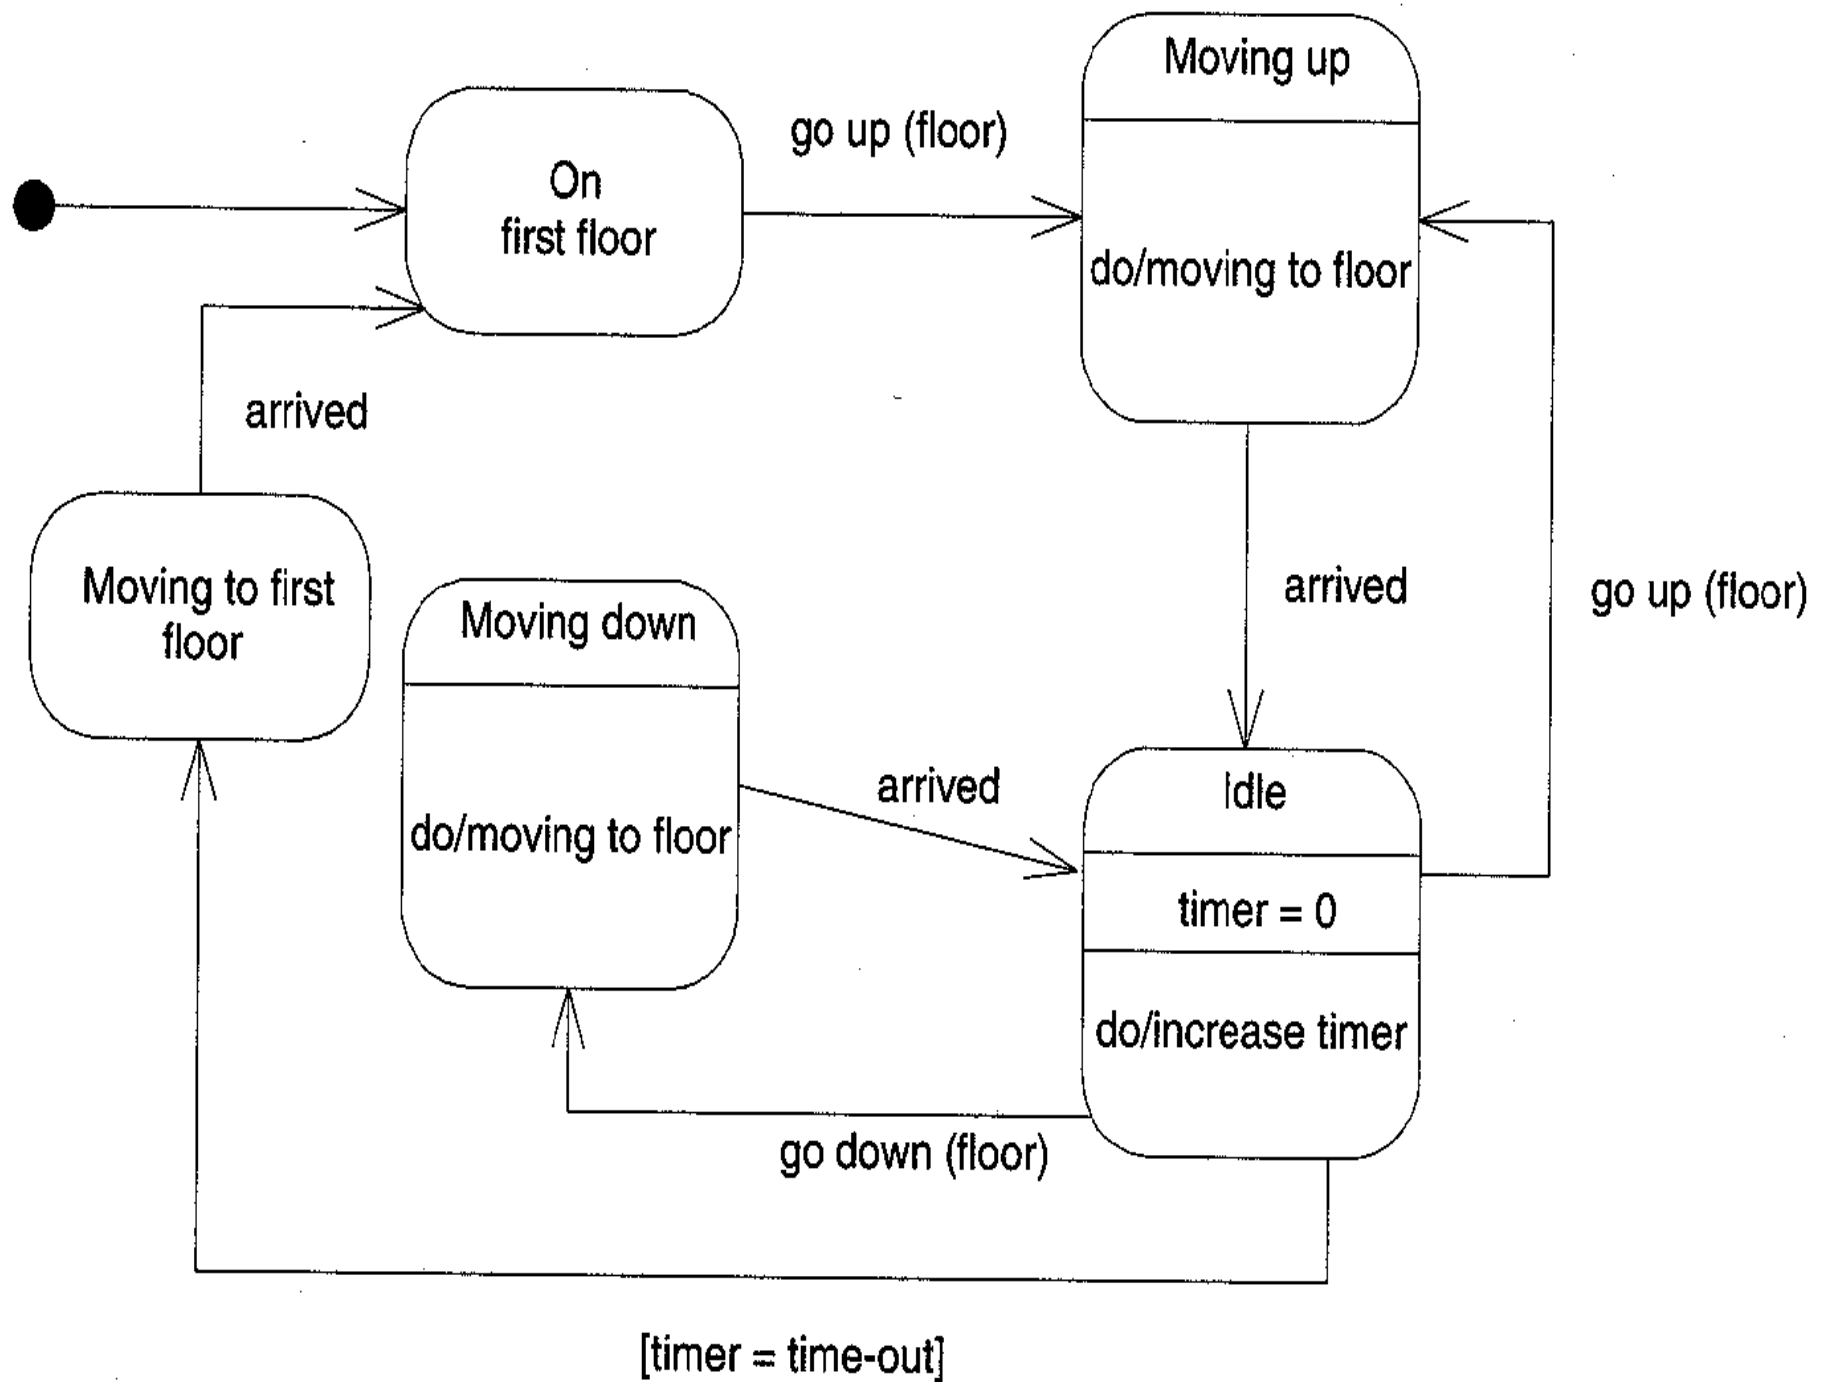 Moving up
go up (floor)
On
first floor
do/moving to floor
arrived
Moving to first
floor
Moving down
arrived
go up (floor)
do/moving to floor
arrived
Idle
timer = 0
do/increase timer
go down (floor)
[timer = time-out]